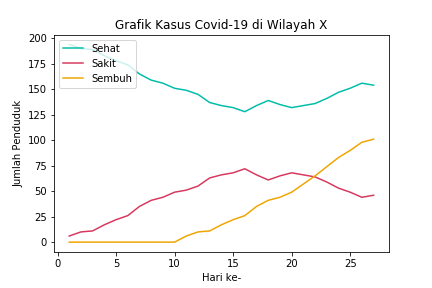 Grafik Kasus Covid-19 di Wilayah X
Sehat
Sakit
Sembuh
Jumlah Penduduk
200
175
150
125
100
75
50
25
0
0 5 10 15 20 25
Hari ke-